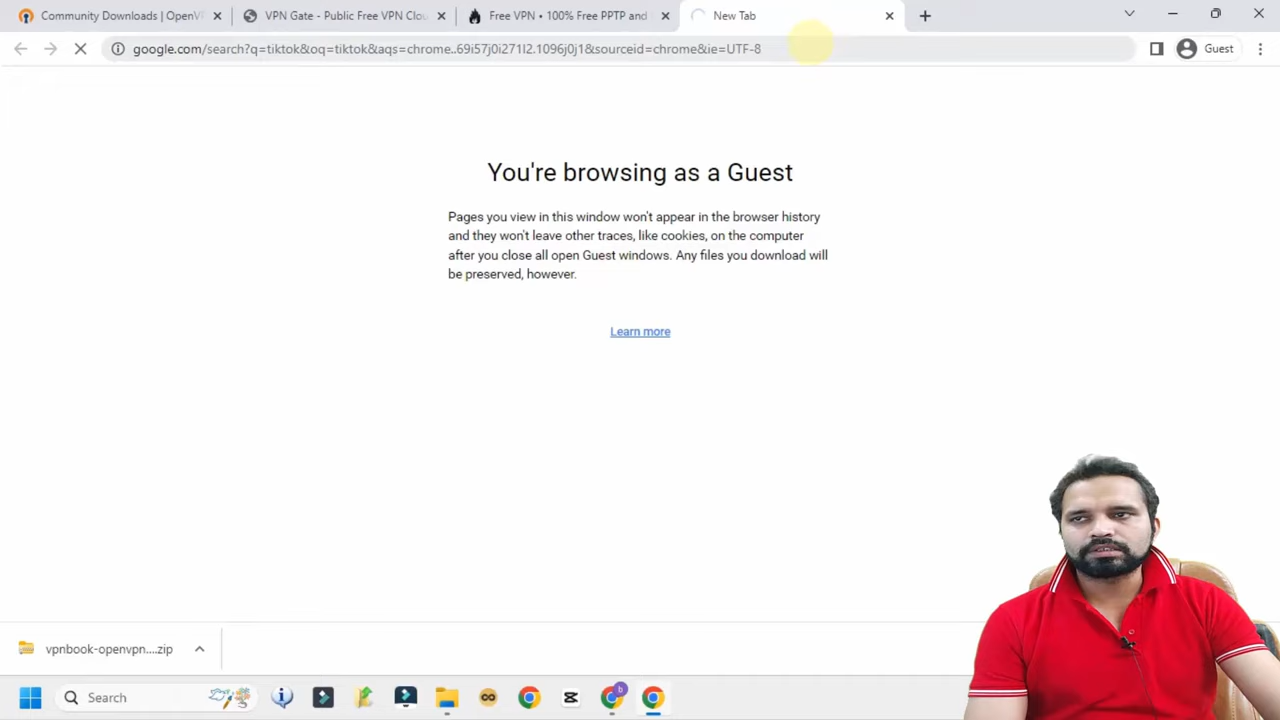 Community Downloads | OpenVP
VPN Gate - Public Free VPN Clou
Free VPN • 100% Free PPTP and
New Tab
google.com/search?q=tiktok&oq=tiktok&aqs=chrome..69i57j0i271l2.1096j0j1&sourceid=chrome&ie=UTF-8
Guest
You're browsing as a Guest
Pages you view in this window won't appear in the browser history
and they won't leave other traces, like cookies, on the computer
after you close all open Guest windows. Any files you download will
be preserved, however.
Learn more
vpnbook-openvpn....zip
Search
b